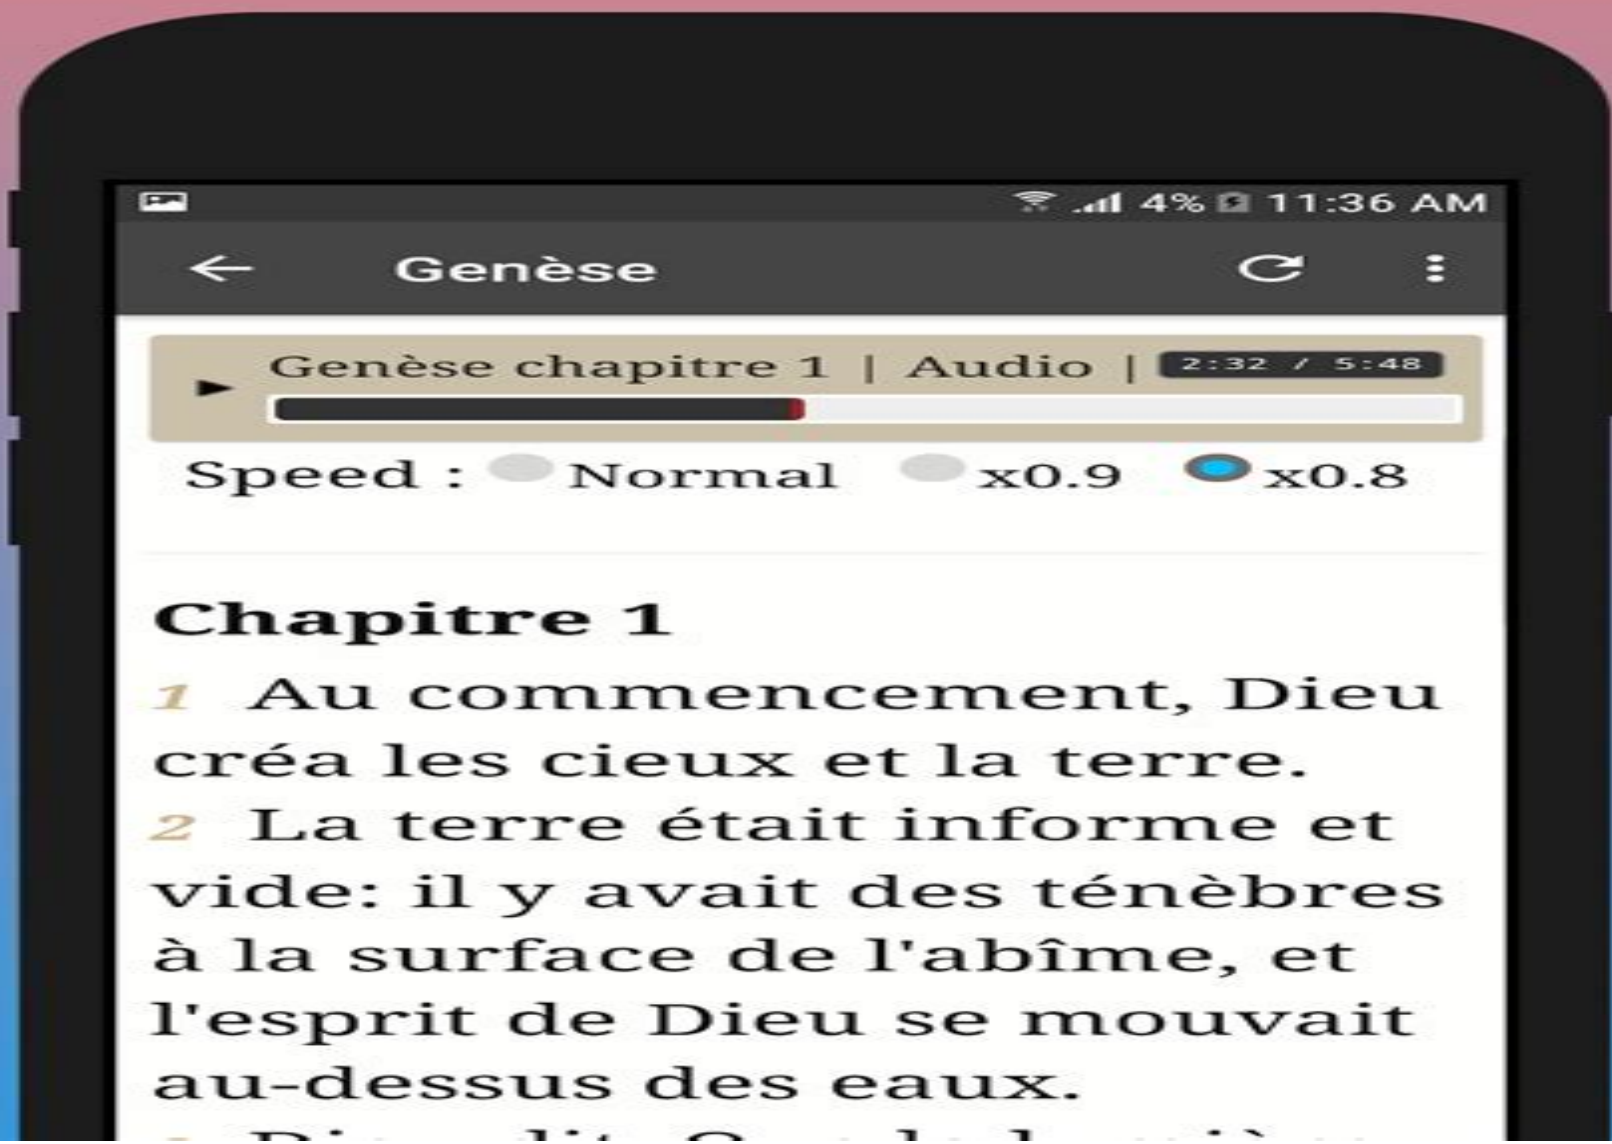 4% 11:36 AM
Genèse
Genèse chapitre 1 | Audio | 2:32 / 5:48
Speed : Normal x0.9 x0.8
Chapitre 1
1 Au commencement, Dieu
créa les cieux et la terre.
2 La terre était informe et
vide: il y avait des ténèbres
à la surface de l'abîme, et
l'esprit de Dieu se mouvait
au-dessus des eaux.